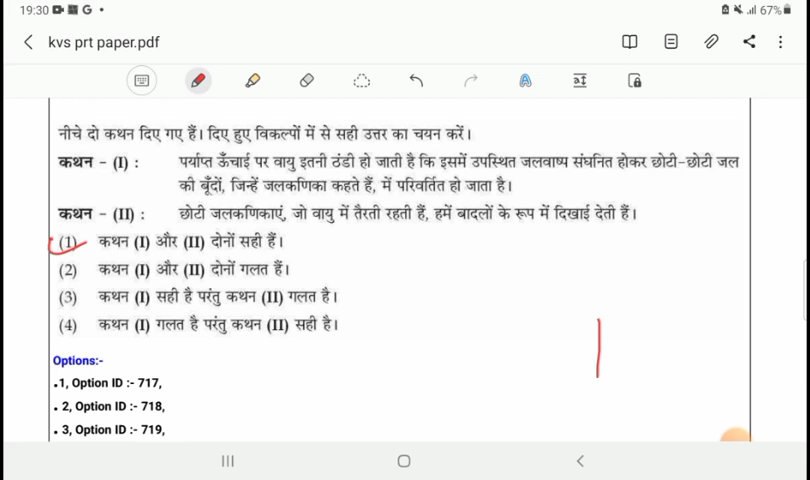 19:30 G
67%
kvs prt paper.pdf
नीचे दो कथन दिए गए हैं। दिए हुए विकल्पों में से सही उत्तर का चयन करें।
कथन - (I) : पर्याप्त ऊँचाई पर वायु इतनी ठंडी हो जाती है कि इसमें उपस्थित जलवाष्प संघनित होकर छोटी-छोटी जल
की बूँदों, जिन्हें जलकणिका कहते हैं, में परिवर्तित हो जाता है।
कथन - (II) : छोटी जलकणिकाएं, जो वायु में तैरती रहती हैं, हमें बादलों के रूप में दिखाई देती हैं।
(1) कथन (I) और (II) दोनों सही हैं।
(2) कथन (I) और (II) दोनों गलत हैं।
(3) कथन (I) सही है परंतु कथन (II) गलत है।
(4) कथन (I) गलत है परंतु कथन (II) सही है।
Options:-
.1, Option ID :- 717,
. 2, Option ID :- 718,
. 3, Option ID :- 719,